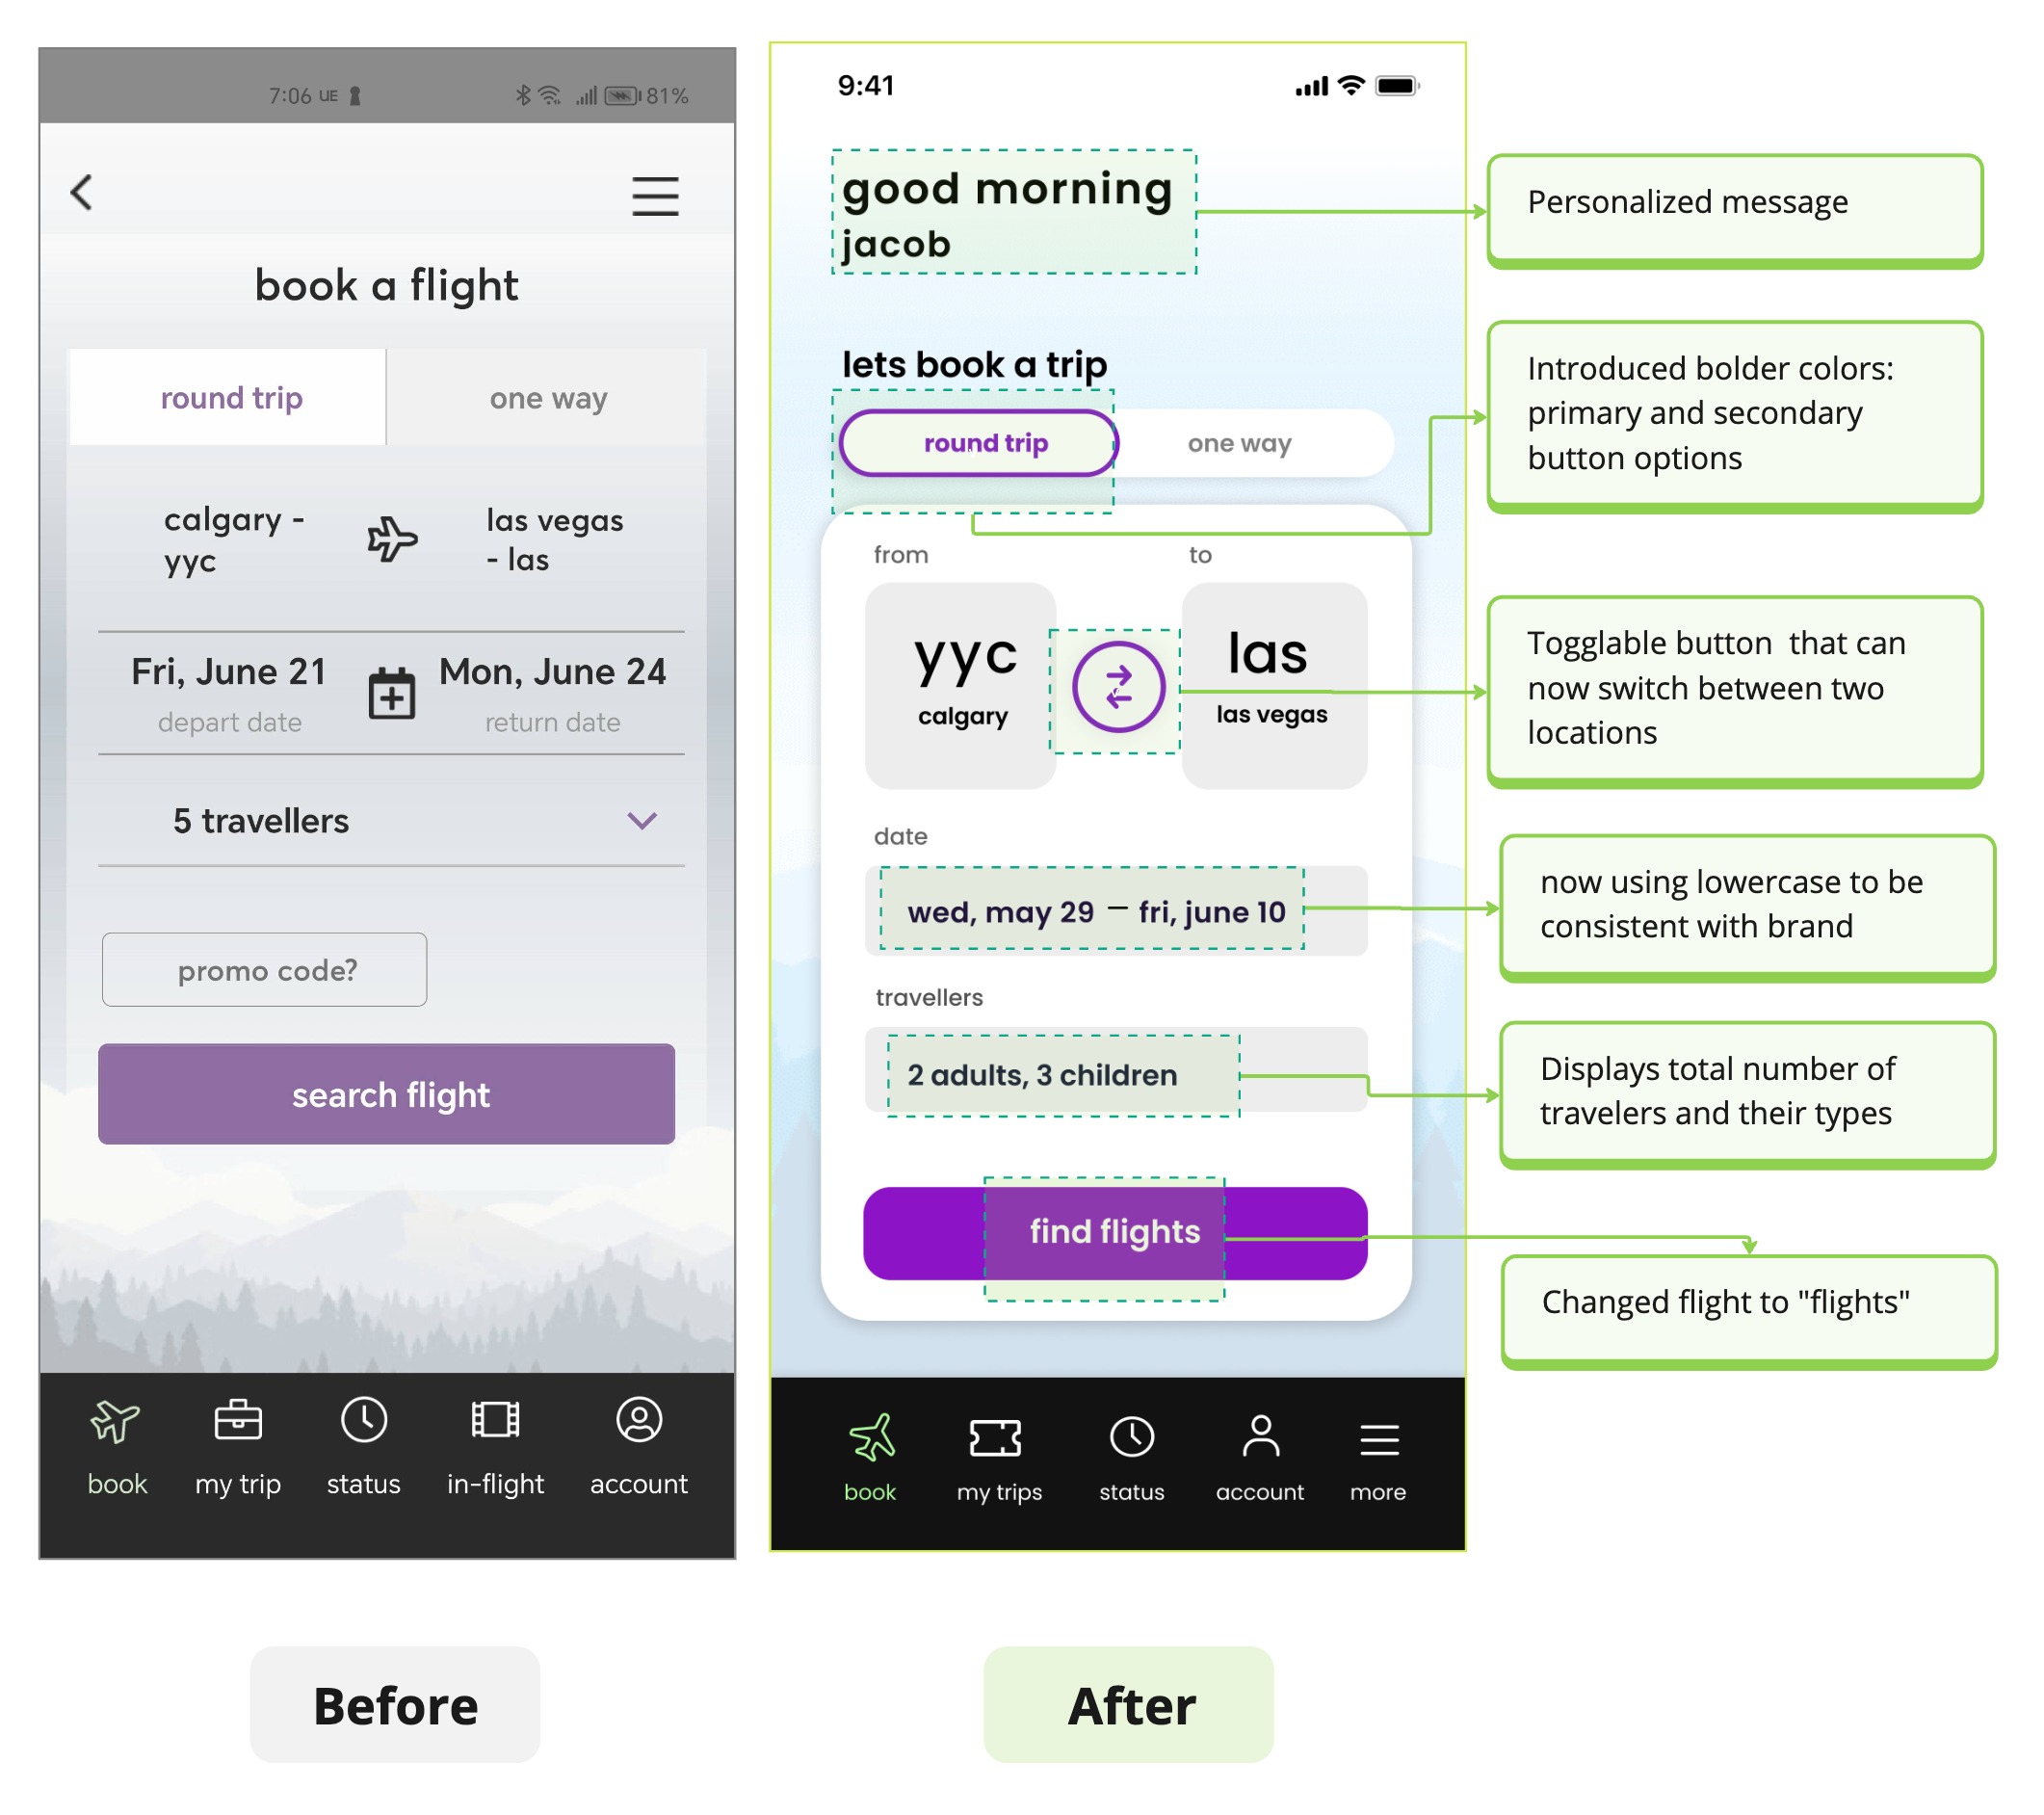 7:06 UE 81%
book a flight
round trip one way
calgary - las vegas
yyc - las
Fri, June 21 Mon, June 24
depart date return date
5 travellers
promo code?
search flight
book my trip status in-flight account
Before
9:41
good morning
jacob
lets book a trip
round trip one way
from to
yyc las
calgary las vegas
date
wed, may 29 – fri, june 10
travellers
2 adults, 3 children
find flights
book my trips status account more
After
Personalized message
Introduced bolder colors:
primary and secondary
button options
Togglable button  that can
now switch between two
locations
now using lowercase to be
consistent with brand
Displays total number of
travelers and their types
Changed flight to "flights"